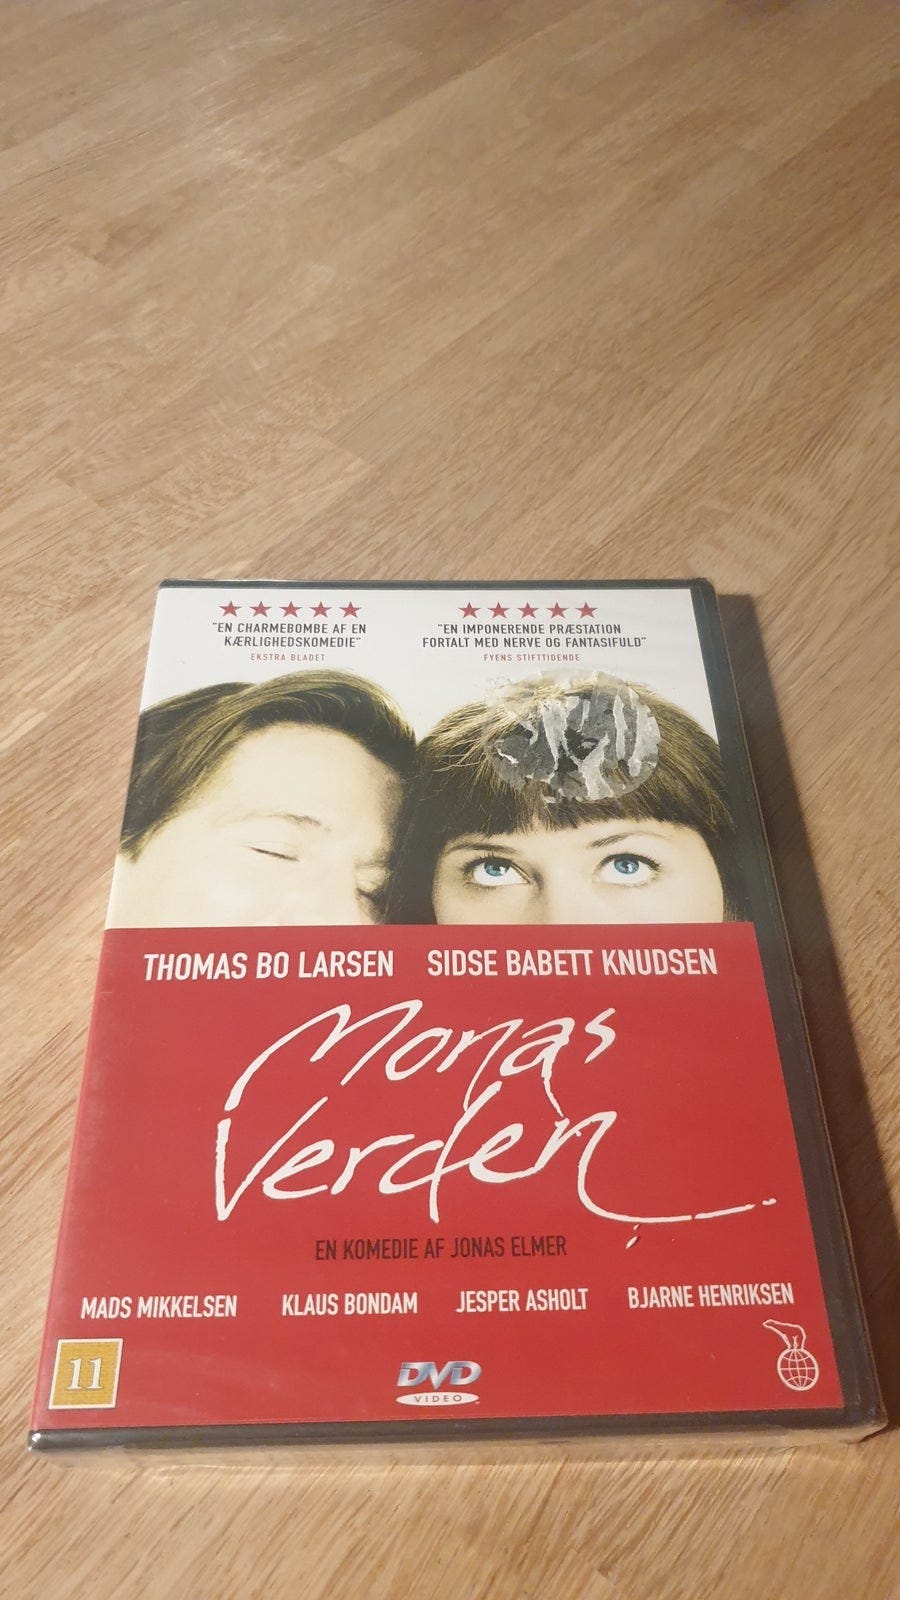 "EN CHARMEBOMBE AF EN
KÆRLIGHEDSKOMEDIE"
EKSTRA BLADET
"EN IMPONERENDE PRÆSTATION
FORTALT MED NERVE OG FANTASIFULD"
FYENS STIFTTIDENDE
THOMAS BO LARSEN SIDSE BABETT KNUDSEN
Monas
Verden
EN KOMEDIE AF JONAS ELMER
MADS MIKKELSEN KLAUS BONDAM JESPER ASHOLT BJARNE HENRIKSEN
11
DVD
VIDEO